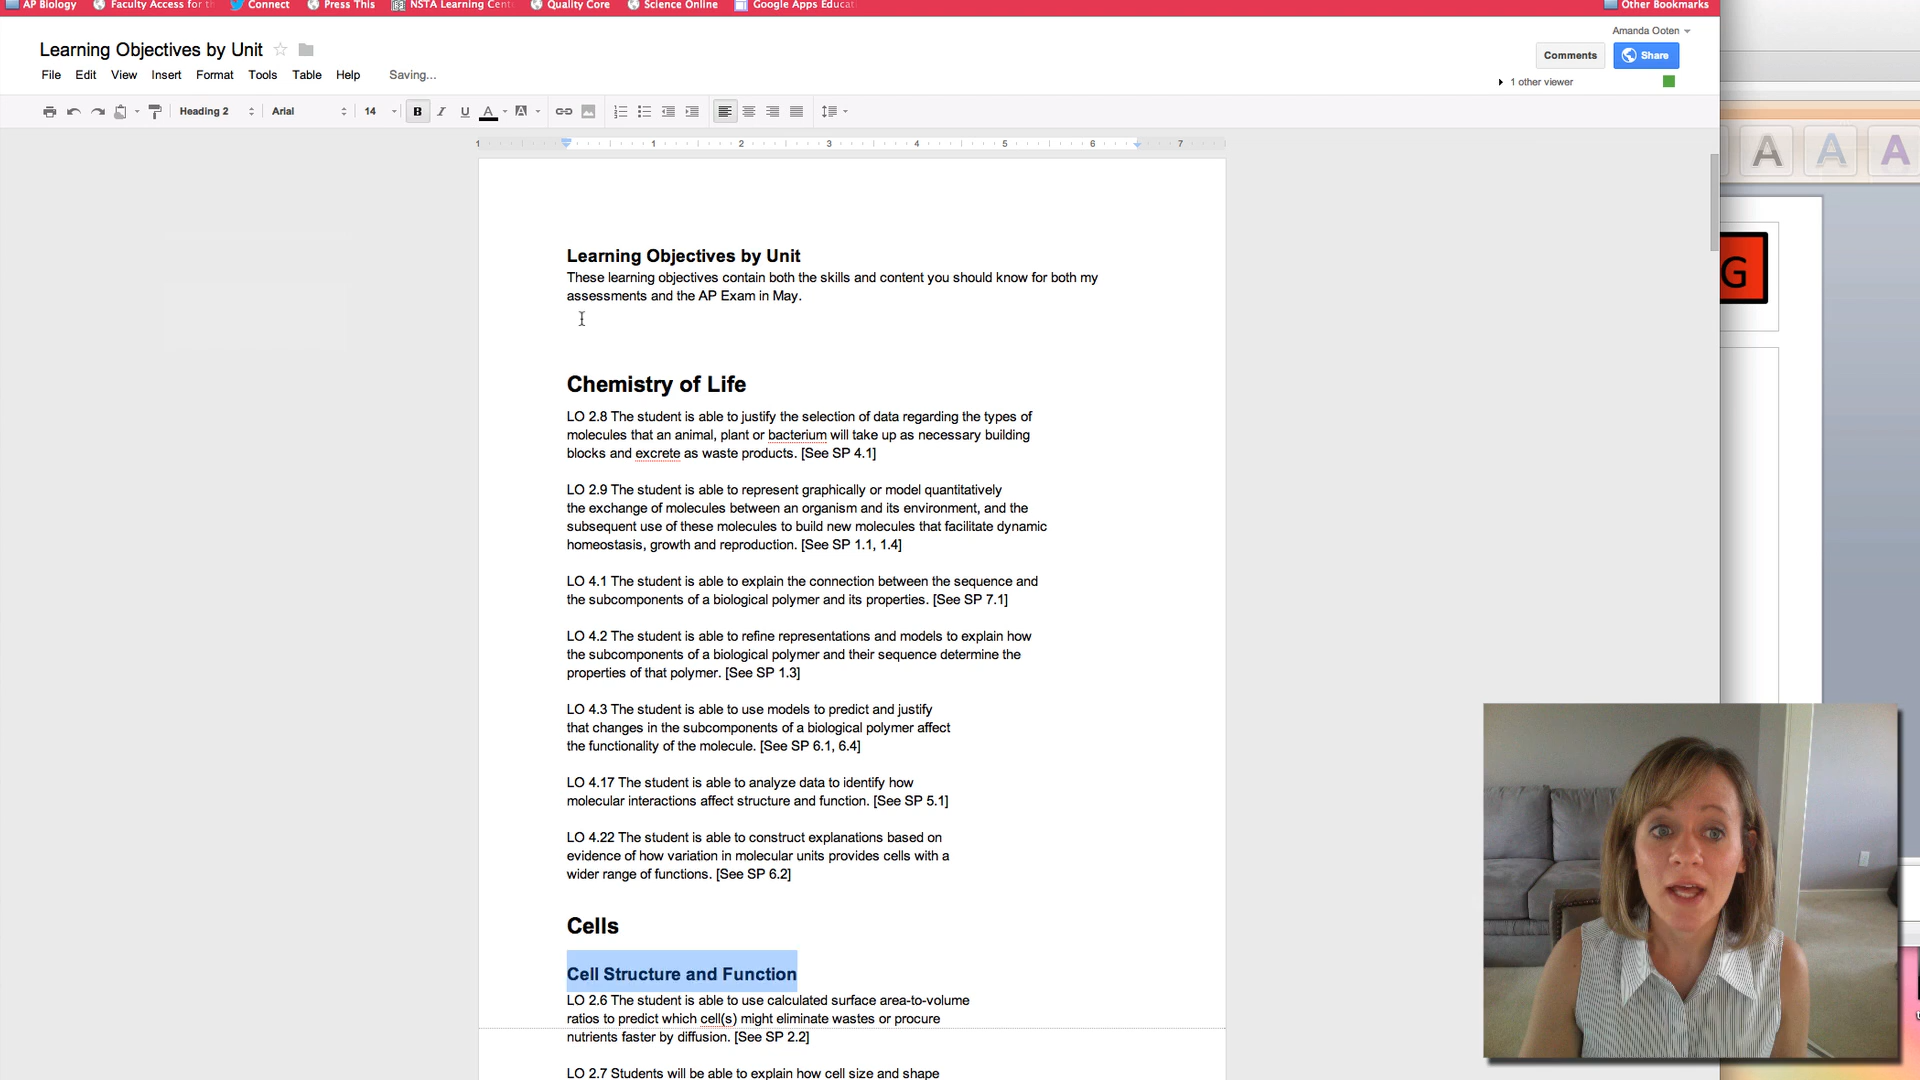 AP Biology
Faculty Access for
Connect
Press This
NSTA Learning Cent
Quality Core
Science Online
Google Apps Educat
Other Bookmarks
Amanda Ooten
Learning Objectives by Unit
Comments
Share
File Edit View Insert Format Tools Table Help Saving...
1 other viewer
Heading 2 Arial 14 B I U A A
1 1 2 3 4 5 6 7
A A A
G
Learning Objectives by Unit
These learning objectives contain both the skills and content you should know for both my
assessments and the AP Exam in May.
Chemistry of Life
LO 2.8 The student is able to justify the selection of data regarding the types of
molecules that an animal, plant or bacterium will take up as necessary building
blocks and excrete as waste products. [See SP 4.1]
LO 2.9 The student is able to represent graphically or model quantitatively
the exchange of molecules between an organism and its environment, and the
subsequent use of these molecules to build new molecules that facilitate dynamic
homeostasis, growth and reproduction. [See SP 1.1, 1.4]
LO 4.1 The student is able to explain the connection between the sequence and
the subcomponents of a biological polymer and its properties. [See SP 7.1]
LO 4.2 The student is able to refine representations and models to explain how
the subcomponents of a biological polymer and their sequence determine the
properties of that polymer. [See SP 1.3]
LO 4.3 The student is able to use models to predict and justify
that changes in the subcomponents of a biological polymer affect
the functionality of the molecule. [See SP 6.1, 6.4]
LO 4.17 The student is able to analyze data to identify how
molecular interactions affect structure and function. [See SP 5.1]
LO 4.22 The student is able to construct explanations based on
evidence of how variation in molecular units provides cells with a
wider range of functions. [See SP 6.2]
Cells
Cell Structure and Function
LO 2.6 The student is able to use calculated surface area-to-volume
ratios to predict which cell(s) might eliminate wastes or procure
nutrients faster by diffusion. [See SP 2.2]
LO 2.7 Students will be able to explain how cell size and shape